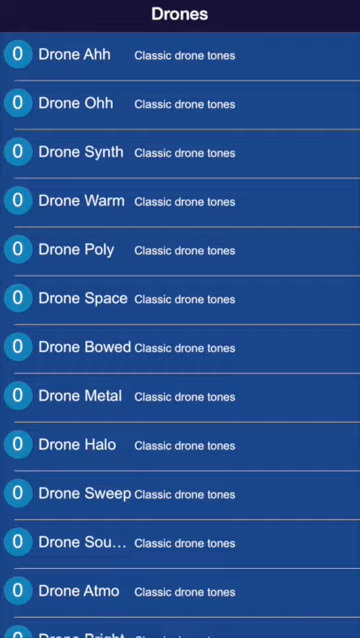 Drones
0 Drone Ahh Classic drone tones
0 Drone Ohh Classic drone tones
0 Drone Synth Classic drone tones
0 Drone Warm Classic drone tones
0 Drone Poly Classic drone tones
0 Drone Space Classic drone tones
0 Drone Bowed Classic drone tones
0 Drone Metal Classic drone tones
0 Drone Halo Classic drone tones
0 Drone Sweep Classic drone tones
0 Drone Sou... Classic drone tones
0 Drone Atmo Classic drone tones
0 Drone Bright